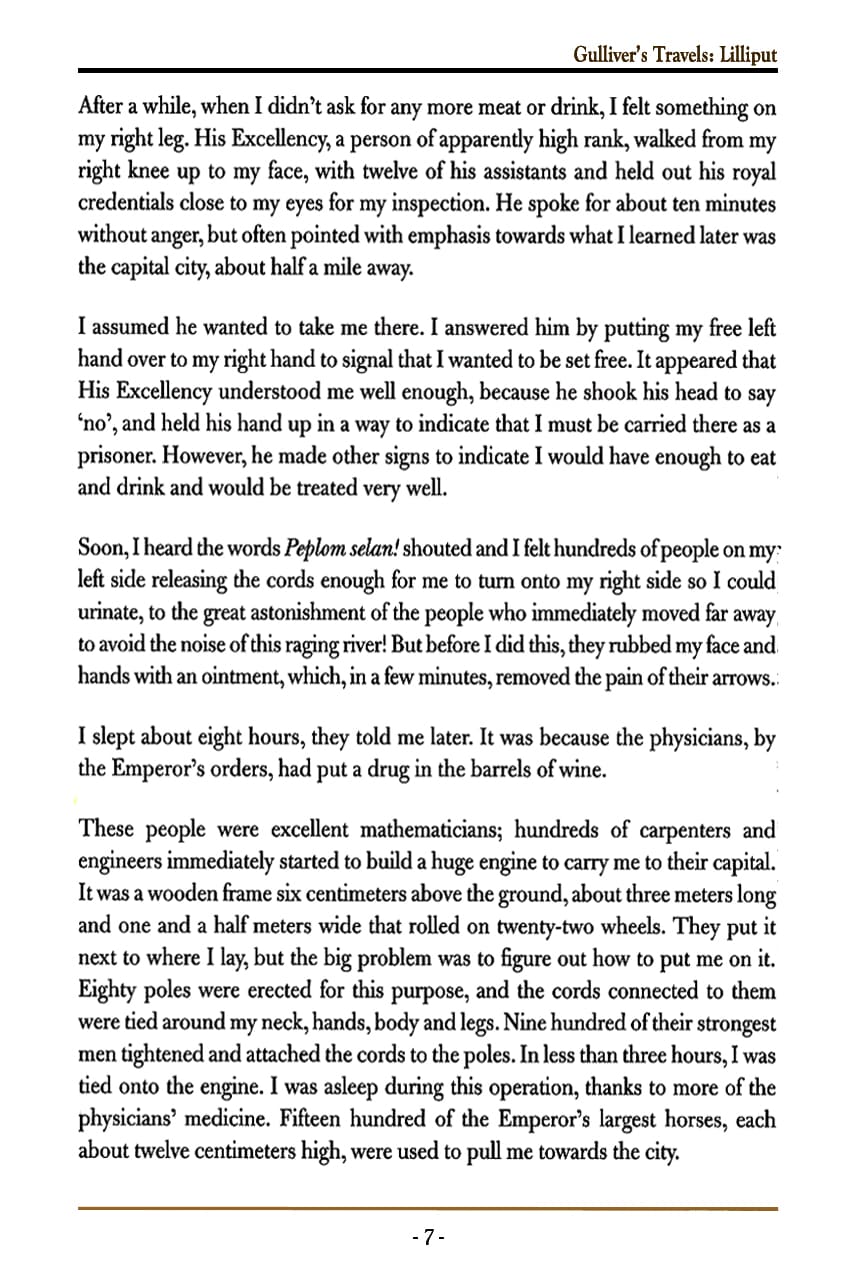 Gulliver's Travels: Lilliput
After a while, when I didn't ask for any more meat or drink, I felt something on
my right leg. His Excellency, a person of apparently high rank, walked from my
right knee up to my face, with twelve of his assistants and held out his royal
credentials close to my eyes for my inspection. He spoke for about ten minutes
without anger, but often pointed with emphasis towards what I learned later was
the capital city, about half a mile away.
I assumed he wanted to take me there. I answered him by putting my free left
hand over to my right hand to signal that I wanted to be set free. It appeared that
His Excellency understood me well enough, because he shook his head to say
‘no’, and held his hand up in a way to indicate that I must be carried there as a
prisoner. However, he made other signs to indicate I would have enough to eat
and drink and would be treated very well.
Soon, I heard the words Peplom selan! shouted and I felt hundreds of people on my
left side releasing the cords enough for me to turn onto my right side so I could
urinate, to the great astonishment of the people who immediately moved far away
to avoid the noise of this raging river! But before I did this, they rubbed my face and
hands with an ointment, which, in a few minutes, removed the pain of their arrows.
I slept about eight hours, they told me later. It was because the physicians, by
the Emperor's orders, had put a drug in the barrels of wine.
These people were excellent mathematicians; hundreds of carpenters and
engineers immediately started to build a huge engine to carry me to their capital.
It was a wooden frame six centimeters above the ground, about three meters long
and one and a half meters wide that rolled on twenty-two wheels. They put it
next to where I lay, but the big problem was to figure out how to put me on it.
Eighty poles were erected for this purpose, and the cords connected to them
were tied around my neck, hands, body and legs. Nine hundred of their strongest
men tightened and attached the cords to the poles. In less than three hours, I was
tied onto the engine. I was asleep during this operation, thanks to more of the
physicians' medicine. Fifteen hundred of the Emperor's largest horses, each
about twelve centimeters high, were used to pull me towards the city.
- 7 -